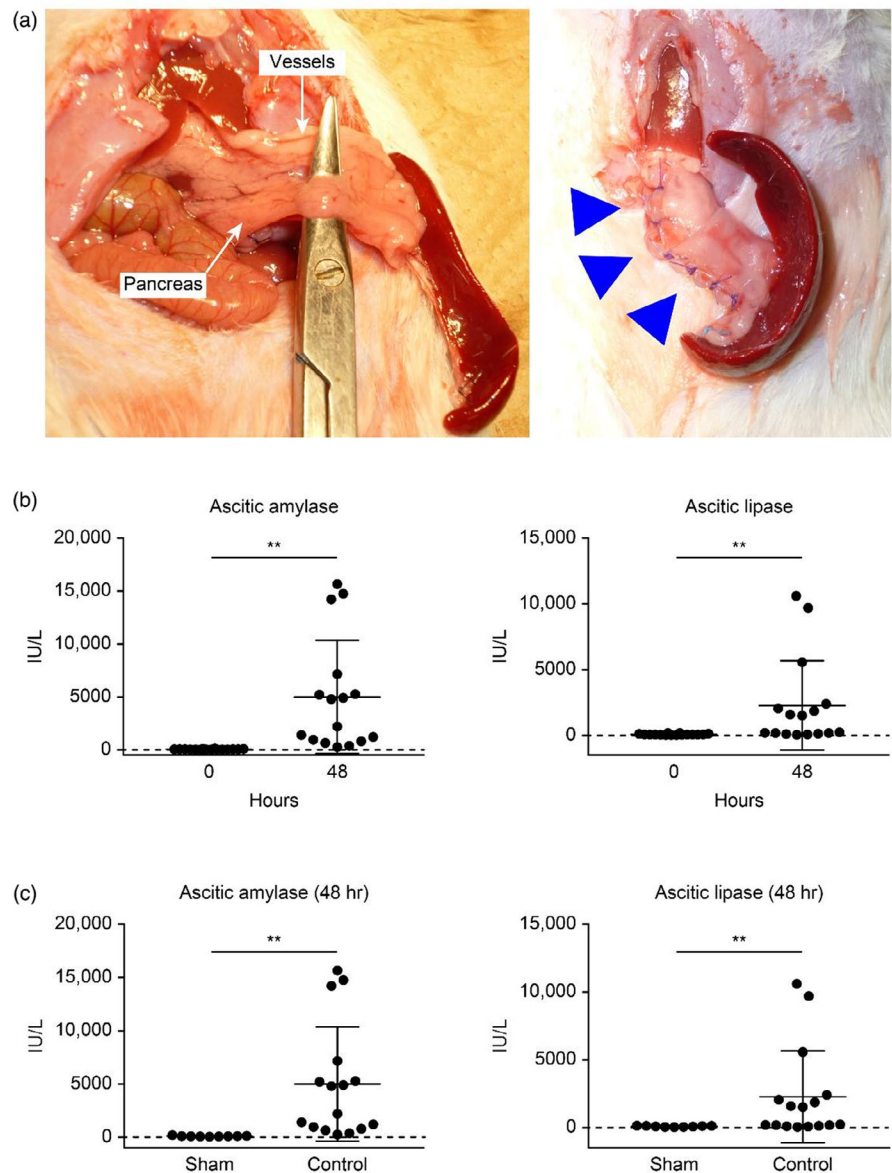 (a)
Vessels
Pancreas
(b)
Ascitic amylase
20,000
**
15,000
10,000
5000
0
IU/L
0
48
Hours
Ascitic lipase
15,000
**
10,000
5000
0
IU/L
0
48
Hours
(c)
Ascitic amylase (48 hr)
20,000
**
15,000
10,000
5000
0
IU/L
Sham
Control
Ascitic lipase (48 hr)
15,000
**
10,000
5000
0
IU/L
Sham
Control